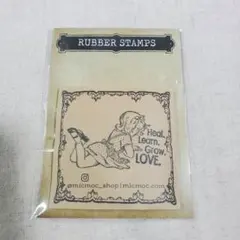 RUBBER STAMPS
Heal,
Learn,
Grow,
LOVE.
@micmoc_shop|micmoc.com